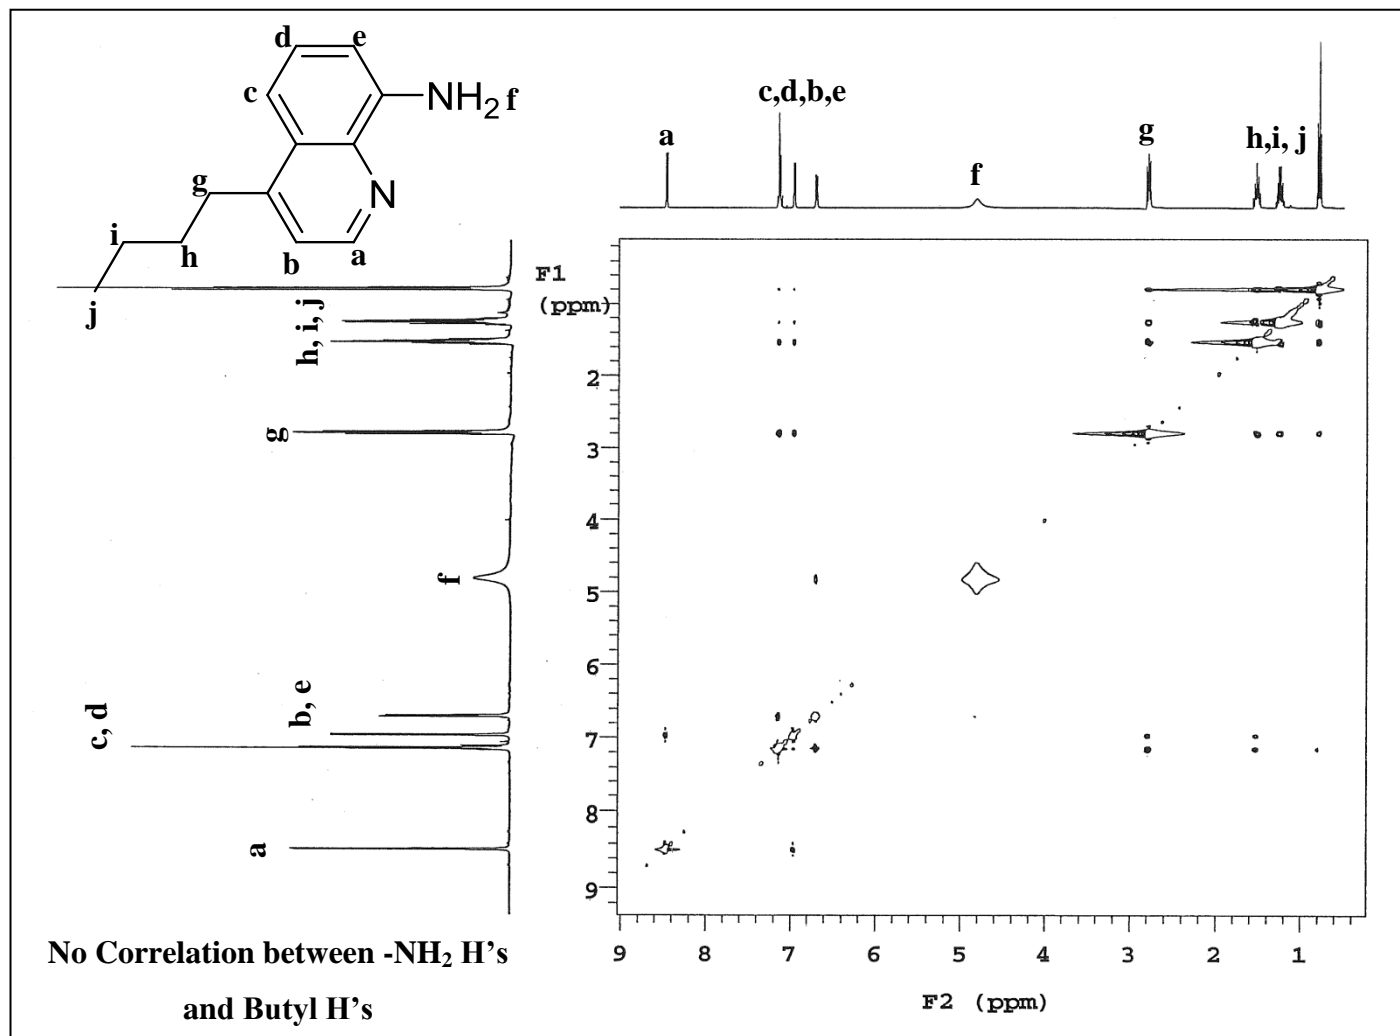 d
e
c
NH2 f
g
N
i
h
b
a
j
a
c,d,b,e
f
g
h,i, j
F1
(ppm)
h, i, j
g
f
b, e
c, d
a
2
3
4
5
6
7
8
9
9
8
7
6
5
4
3
2
1
F2 (ppm)
No Correlation between -NH2 H's
and Butyl H's